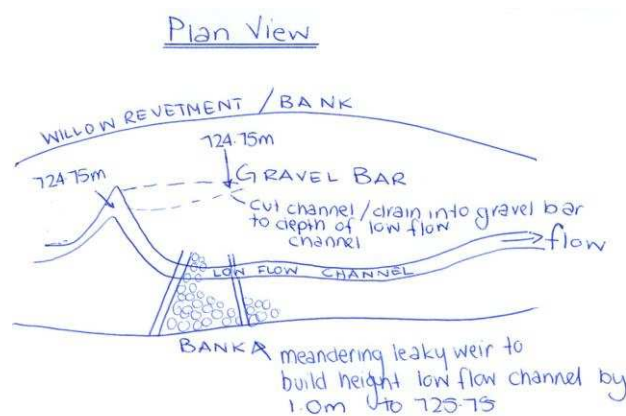 Plan View
WILLOW REVETMENT / BANK
724.75m
724.75m
GRAVEL BAR
cut channel / drain into gravel bar
to depth of low flow
channel
flow
LOW FLOW CHANNEL
BANK
meandering leaky weir to
build height low flow channel by
1.0m to 725.75